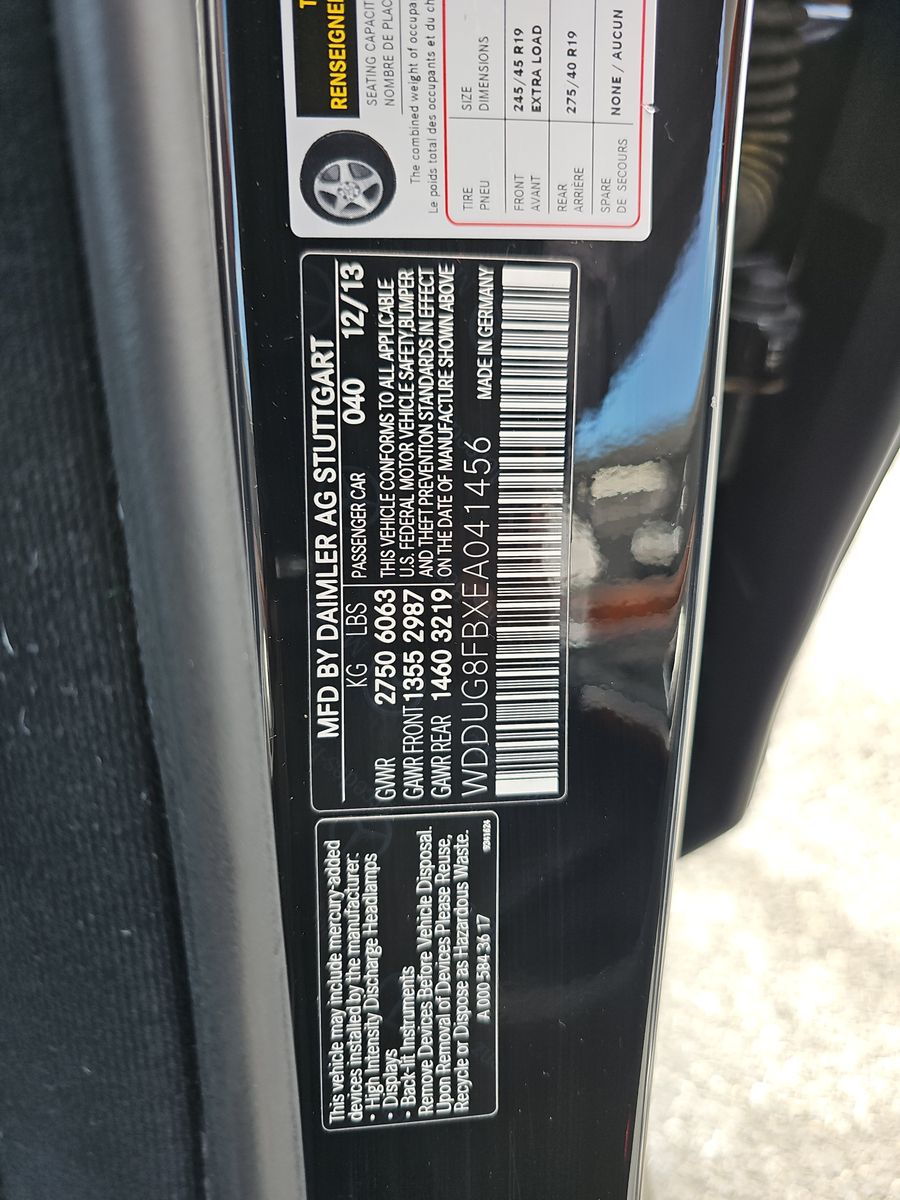 This vehicle may include mercury-added
devices installed by the manufacturer:
• High Intensity Discharge Headlamps
• Displays
• Back-lit Instruments
Remove Devices Before Vehicle Disposal.
Upon Removal of Devices Please Reuse,
Recycle or Dispose as Hazardous Waste.
A 000 584 36 17
MFD BY DAIMLER AG STUTTGART
KG LBS PASSENGER CAR 040 12/13
GVWR 2750 6063
GAWR FRONT 1355 2987
GAWR REAR 1460 3219
THIS VEHICLE CONFORMS TO ALL APPLICABLE
U.S. FEDERAL MOTOR VEHICLE SAFETY,BUMPER
AND THEFT PREVENTION STANDARDS IN EFFECT
ON THE DATE OF MANUFACTURE SHOWN ABOVE
WDDUG8FBXEA041456 MADE IN GERMANY
SEATING
NOMBRE DE
The combined weight of
Le poids total des occupants et du
TIRE SIZE
PNEU DIMENSIONS
FRONT 245/45 R19
AVANT EXTRA LOAD
REAR 275/40 R19
ARRIÈRE
SPARE NONE / AUCUN
DE SECOURS